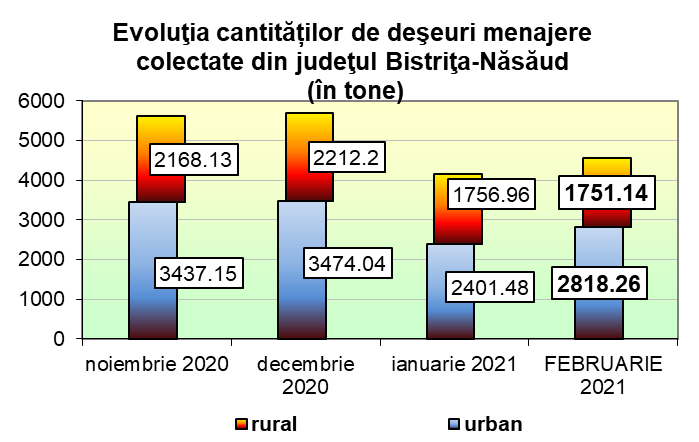 Evoluţia cantităților de deşeuri menajere
colectate din judeţul Bistriţa-Năsăud
(în tone)
6000
5000
4000
3000
2000
1000
0
2168.13
2212.2
1756.96
1751.14
3437.15
3474.04
2401.48
2818.26
noiembrie 2020
decembrie
2020
ianuarie 2021
FEBRUARIE
2021
rural
urban